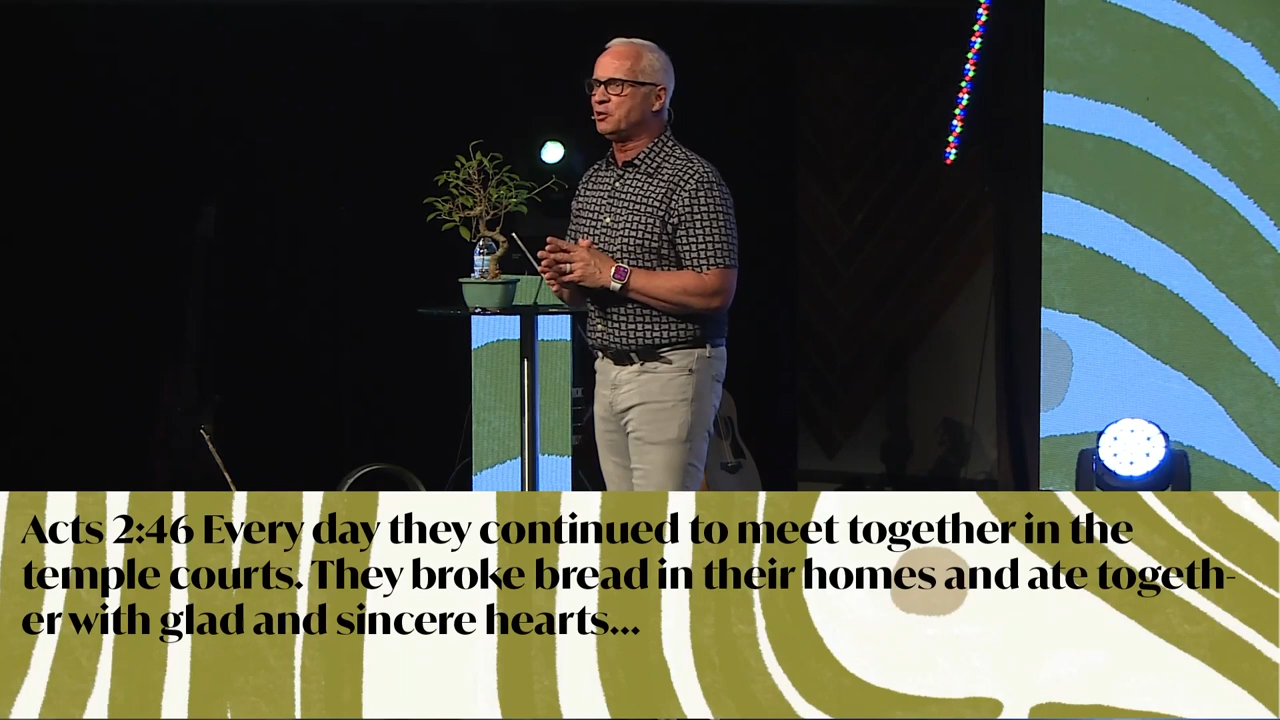 Acts 2:46 Every day they continued to meet together in the
temple courts. They broke bread in their homes and ate togeth-
er with glad and sincere hearts...